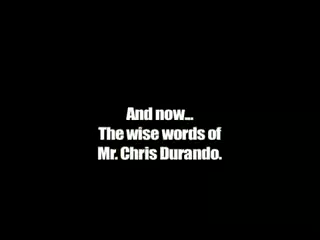 And now...
The wise words of
Mr. Chris Durando.